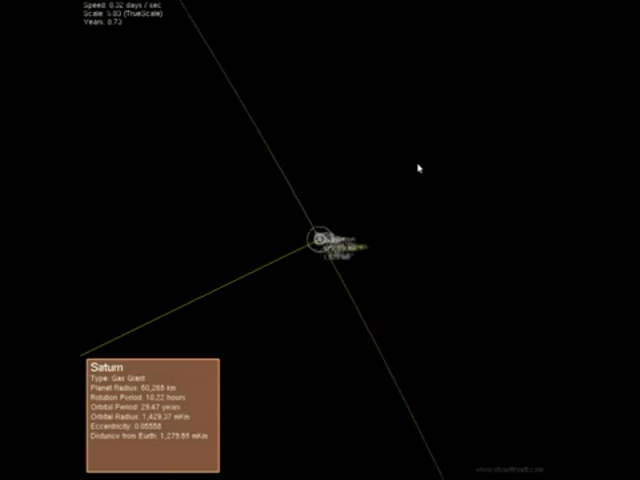 Speed: 0.32 days / sec
Scale: 5.83 (TrueScale)
Years: 0.73
Saturn
Type: Gas Giant
Planet Radius: 60,268 km
Rotation Period: 10.22 hours
Orbital Period: 29.47 years
Orbital Radius: 1,429.37 mKm
Eccentricity: 0.05558
Distance from Earth: 1,279.81 mKm